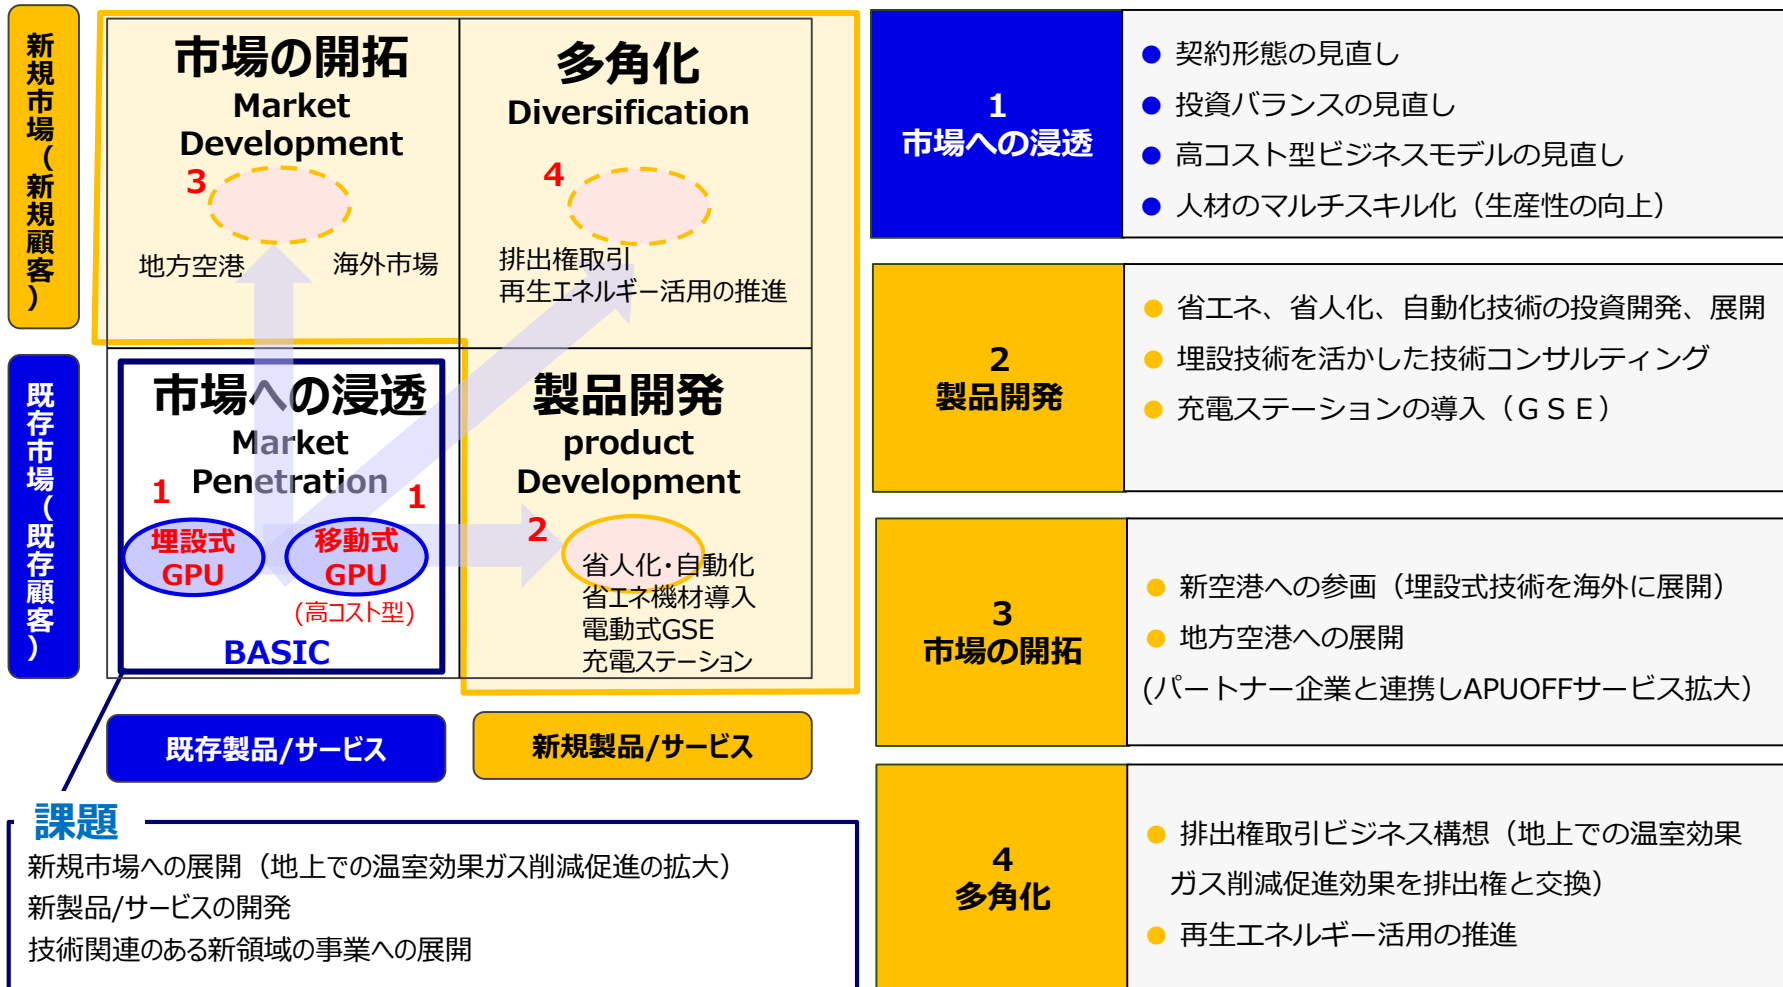 新規市場(新規顧客)
市場の開拓
Market
Development
3
地方空港
海外市場
多角化
Diversification
4
排出権取引
再生エネルギー活用の推進
既存市場(既存顧客)
市場への浸透
Market
Penetration
1
1
埋設式
GPU
移動式
GPU
(高コスト型)
BASIC
製品開発
product
Development
2
省人化・自動化
省エネ機材導入
電動式GSE
充電ステーション
既存製品/サービス
新規製品/サービス
課題
新規市場への展開（地上での温室効果ガス削減促進の拡大）
新製品/サービスの開発
技術関連のある新領域の事業への展開
1
市場への浸透
● 契約形態の見直し
● 投資バランスの見直し
● 高コスト型ビジネスモデルの見直し
● 人材のマルチスキル化（生産性の向上）
2
製品開発
● 省エネ、省人化、自動化技術の投資開発、展開
● 埋設技術を活かした技術コンサルティング
● 充電ステーションの導入（ＧＳＥ）
3
市場の開拓
● 新空港への参画（埋設式技術を海外に展開）
● 地方空港への展開
(パートナー企業と連携しAPUOFFサービス拡大）
4
多角化
● 排出権取引ビジネス構想（地上での温室効果
ガス削減促進効果を排出権と交換）
● 再生エネルギー活用の推進